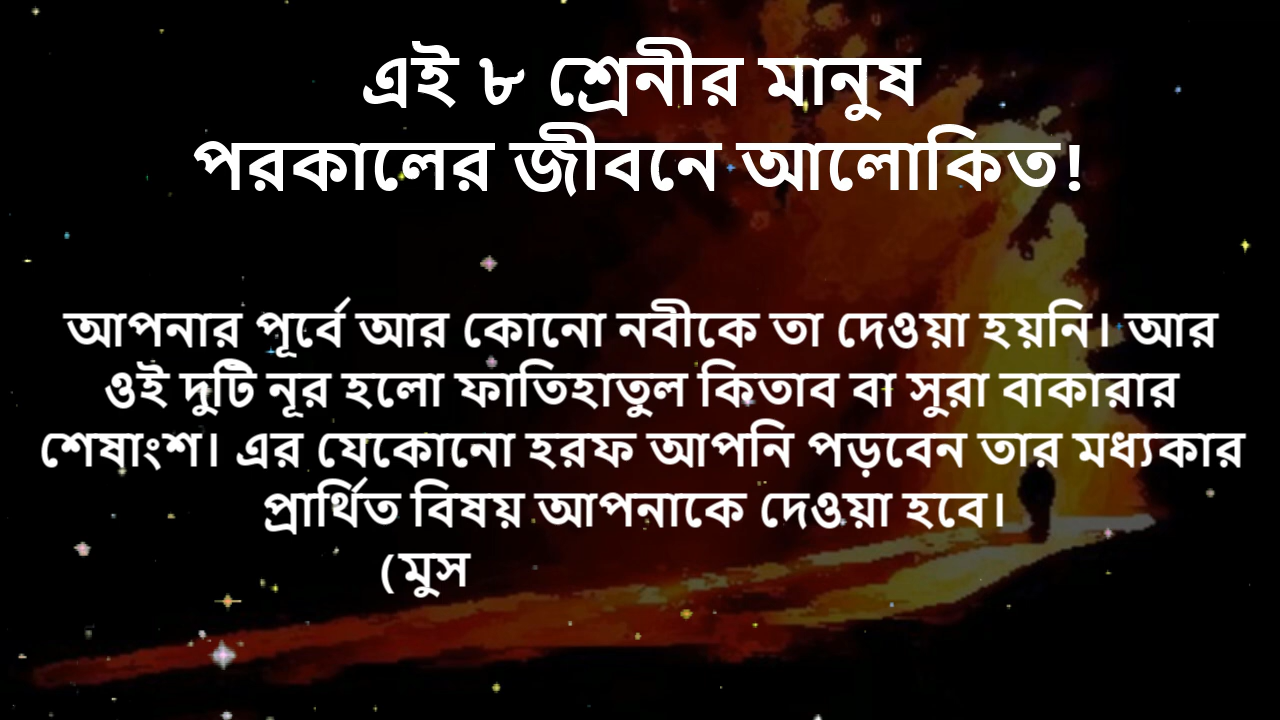 এই ৮ শ্রেনীর মানুষ
পরকালের জীবনে আলোকিত!
আপনার পূর্বে আর কোনো নবীকে তা দেওয়া হয়নি। আর
ওই দুটি নূর হলো ফাতিহাতুল কিতাব বা সুরা বাকারার
শেষাংশ। এর যেকোনো হরফ আপনি পড়বেন তার মধ্যকার
প্রার্থিত বিষয় আপনাকে দেওয়া হবে।
(মুস